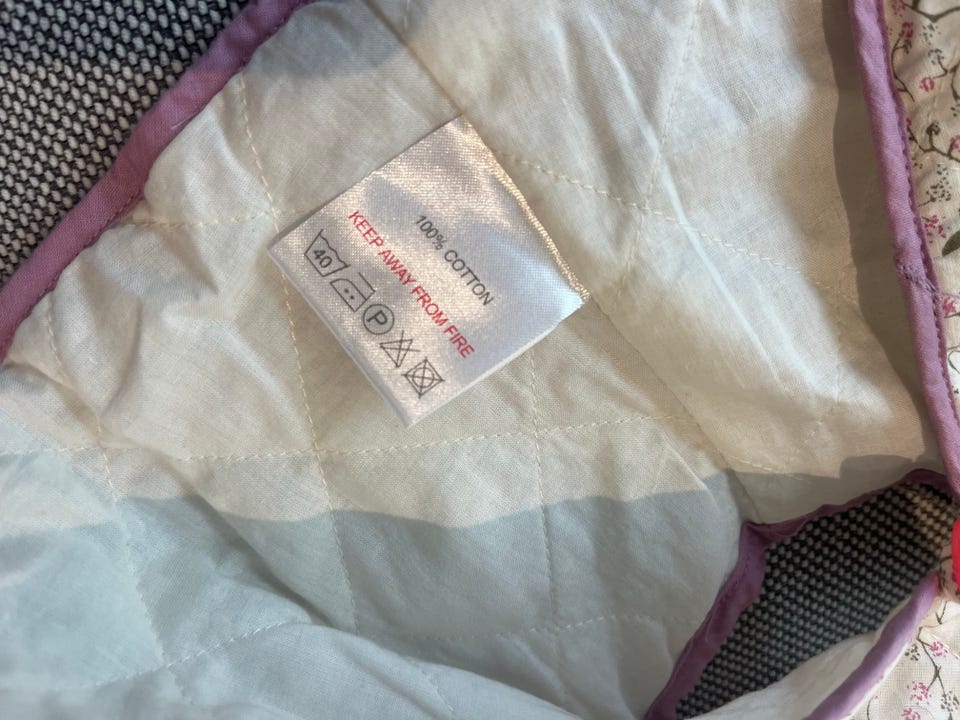 100% COTTON
KEEP AWAY FROM FIRE
40 P